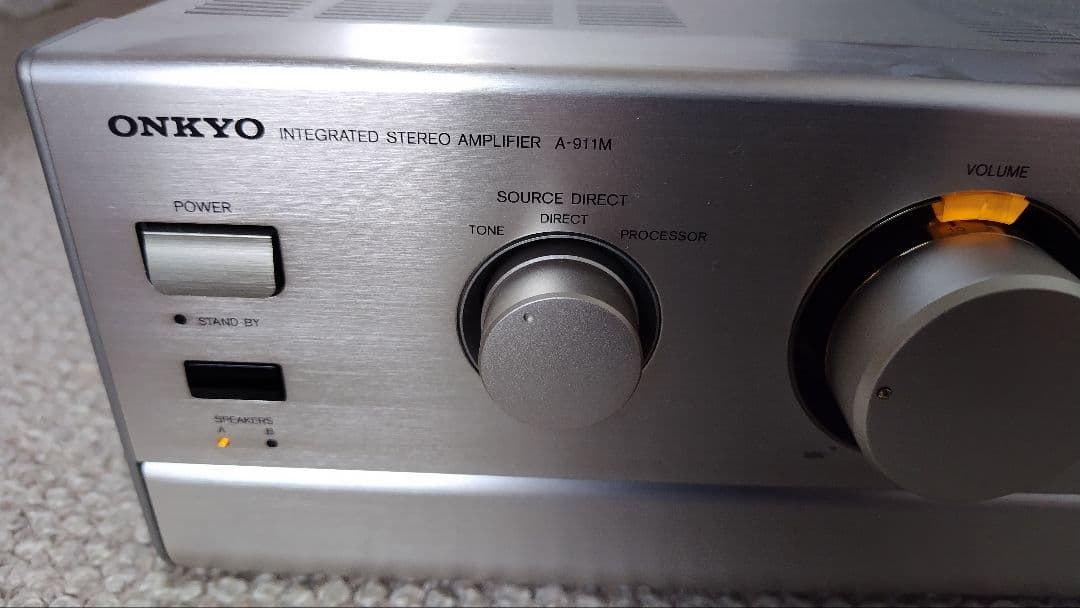 ONKYO INTEGRATED STEREO AMPLIFIER A-911M
VOLUME
POWER
SOURCE DIRECT
DIRECT
TONE
PROCESSOR
STAND-BY
SPEAKERS
A B